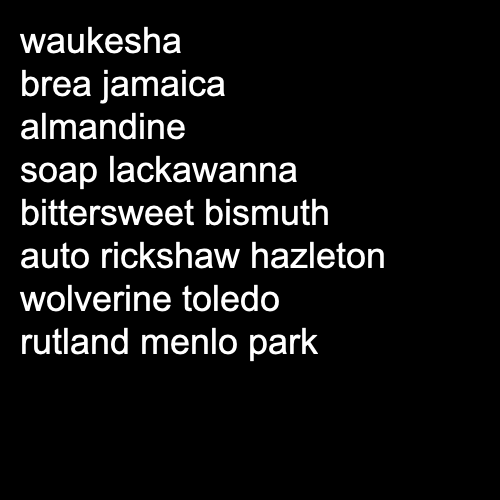 waukesha
brea jamaica
almandine
soap lackawanna
bittersweet bismuth
auto rickshaw hazleton
wolverine toledo
rutland menlo park